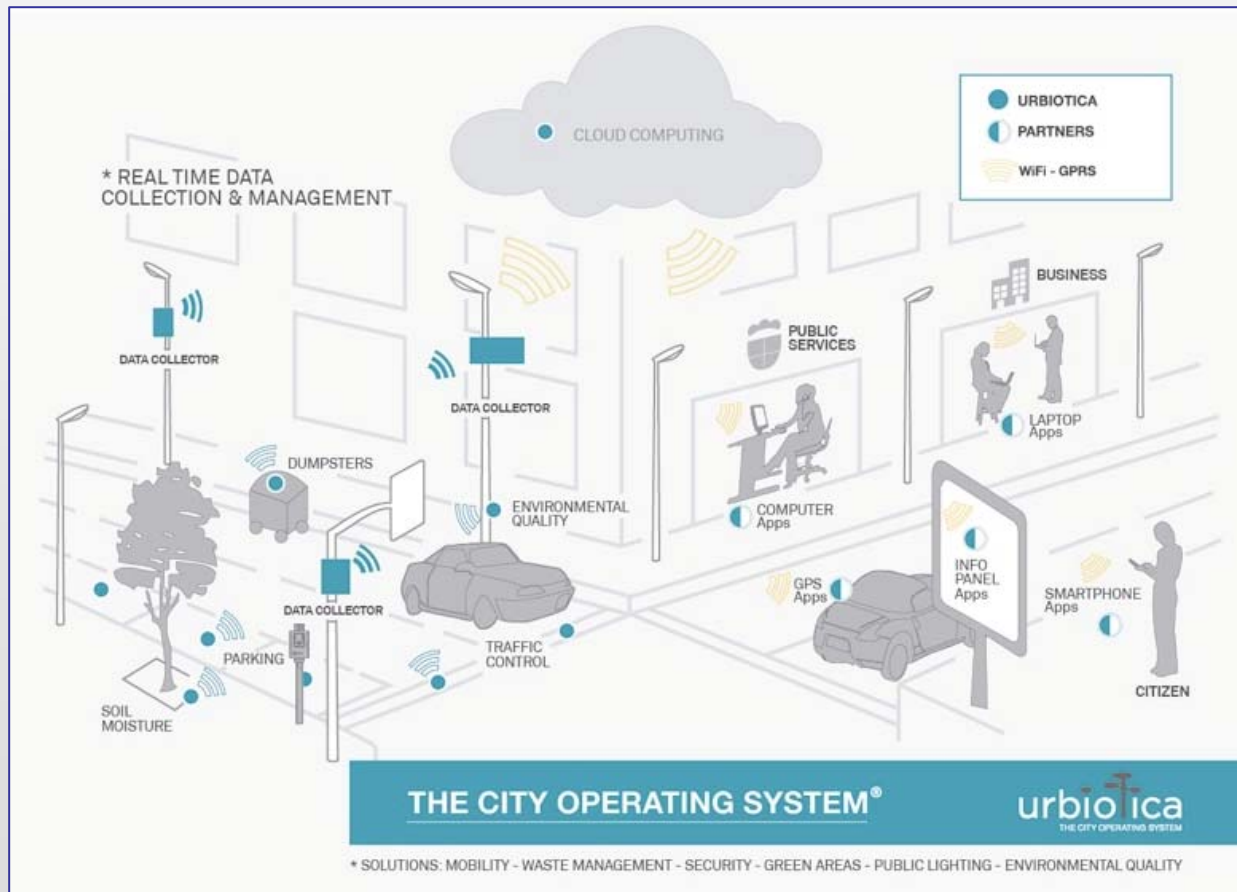 URBIOTICA
PARTNERS
WiFi - GPRS
CLOUD COMPUTING
* REAL TIME DATA
COLLECTION & MANAGEMENT
BUSINESS
PUBLIC
SERVICES
DATA COLLECTOR
DATA COLLECTOR
LAPTOP
Apps
DUMPSTERS
ENVIRONMENTAL
QUALITY
COMPUTER
Apps
INFO
PANEL
Apps
GPS
Apps
SMARTPHONE
Apps
DATA COLLECTOR
PARKING
TRAFFIC
CONTROL
CITIZEN
SOIL
MOISTURE
THE CITY OPERATING SYSTEM®
urbiotica
THE CITY OPERATING SYSTEM
* SOLUTIONS: MOBILITY - WASTE MANAGEMENT - SECURITY - GREEN AREAS - PUBLIC LIGHTING - ENVIRONMENTAL QUALITY